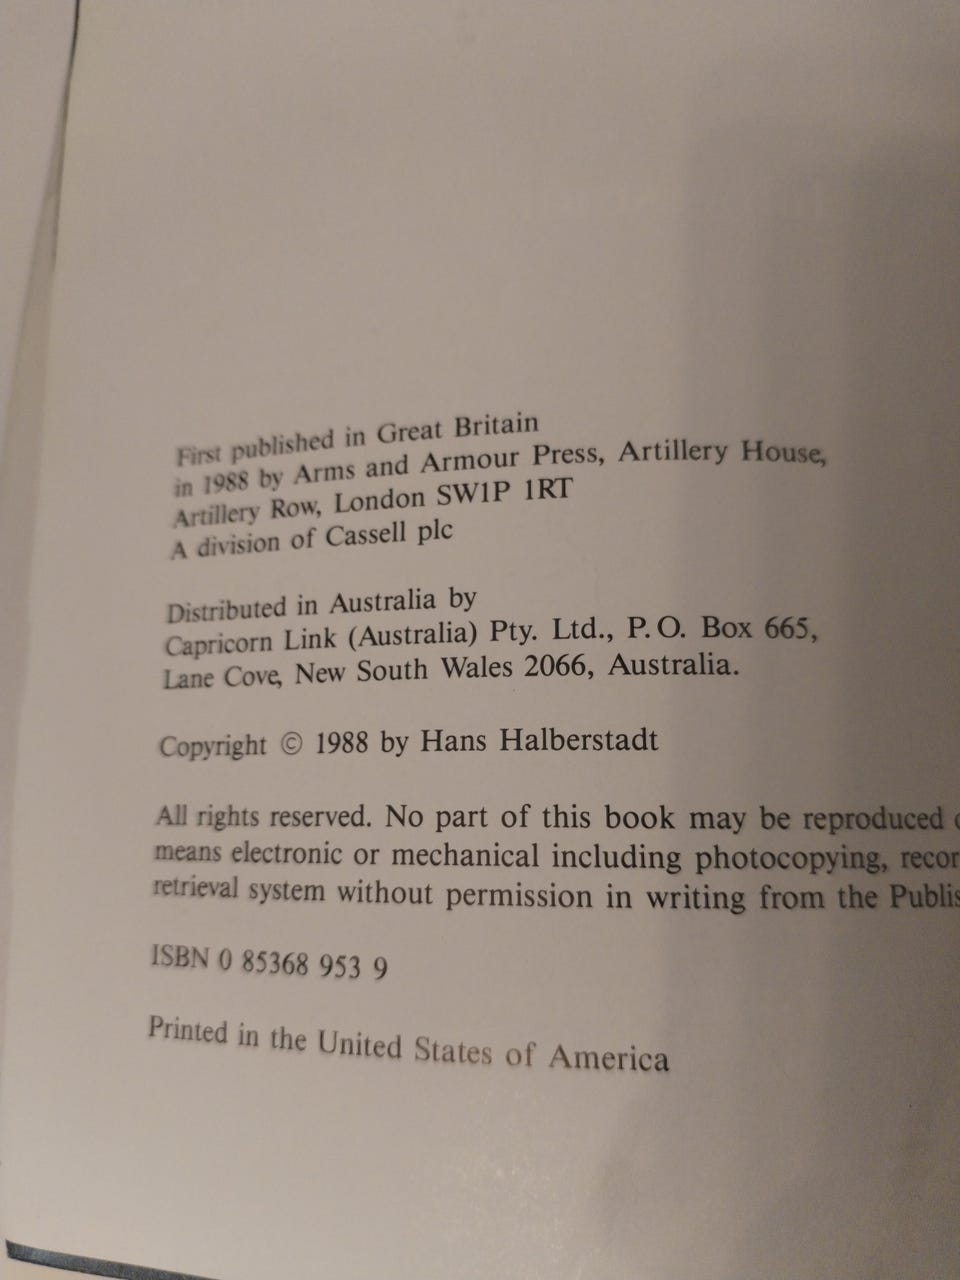 First published in Great Britain
in 1988 by Arms and Armour Press, Artillery House,
Artillery Row, London SW1P 1RT
A division of Cassell plc
Distributed in Australia by
Capricorn Link (Australia) Pty. Ltd., P.O. Box 665,
Lane Cove, New South Wales 2066, Australia.
Copyright © 1988 by Hans Halberstadt
All rights reserved. No part of this book may be reproduced
means electronic or mechanical including photocopying,
retrieval system without permission in writing from the
ISBN 0 85368 953 9
Printed in the United States of America